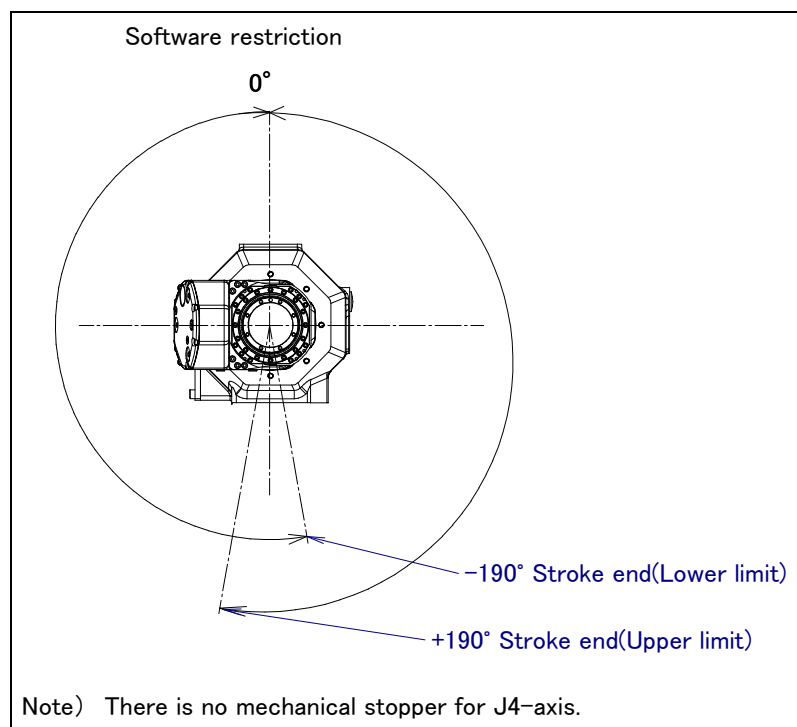 Software restriction
0°
-190° Stroke end(Lower limit)
+190° Stroke end(Upper limit)
Note） There is no mechanical stopper for J4-axis.